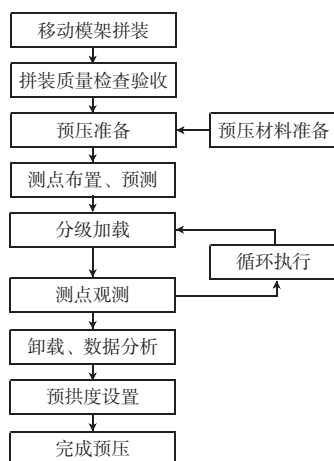 移动模架拼装
拼装质量检查验收
预压准备
预压材料准备
测点布置、预测
分级加载
循环执行
测点观测
卸载、数据分析
预拱度设置
完成预压